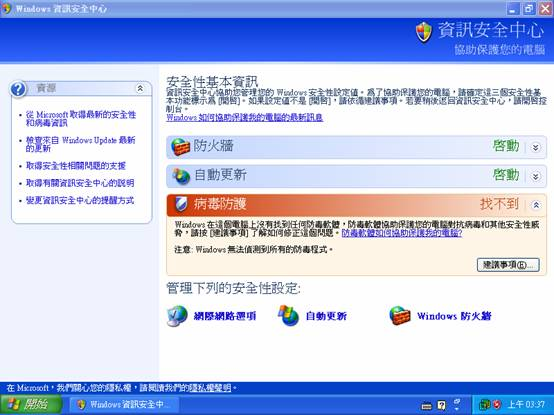 Windows 資訊安全中心
資訊安全中心
協助保護您的電腦
資源
從 Microsoft 取得最新的安全性
和病毒資訊
檢查來自 Windows Update 最新
的更新
取得安全性相關問題的支援
取得有關資訊安全中心的說明
變更資訊安全中心的提醒方式
安全性基本資訊
資訊安全中心協助您管理您的 Windows 安全性設定值。為了協助保護您的電腦，請確定這三個安全性基
本功能標示為 [開啟]。如果設定值不是 [開啟]，請依循建議事項。若要稍後返回資訊安全中心，請開啟控
制台。
Windows 如何協助保護我的電腦的最新訊息
防火牆 啓動
自動更新 啓動
病毒防護 找不到
Windows 在這個電腦上沒有找到任何防毒軟體，防毒軟體協助保護您的電腦對抗病毒和其他安全性威
脅，請按 [建議事項] 了解如何修正這個問題。防毒軟體如何協助保護我的電腦?
注意: Windows 無法偵測到所有的防毒程式。
建議事項(E)...
管理下列的安全性設定:
網際網路選項
自動更新
Windows 防火牆
在 Microsoft，我們關心您的隱私權，請閱讀我們的隱私權聲明。
開始
Windows 資訊安全中...
上午 03:37